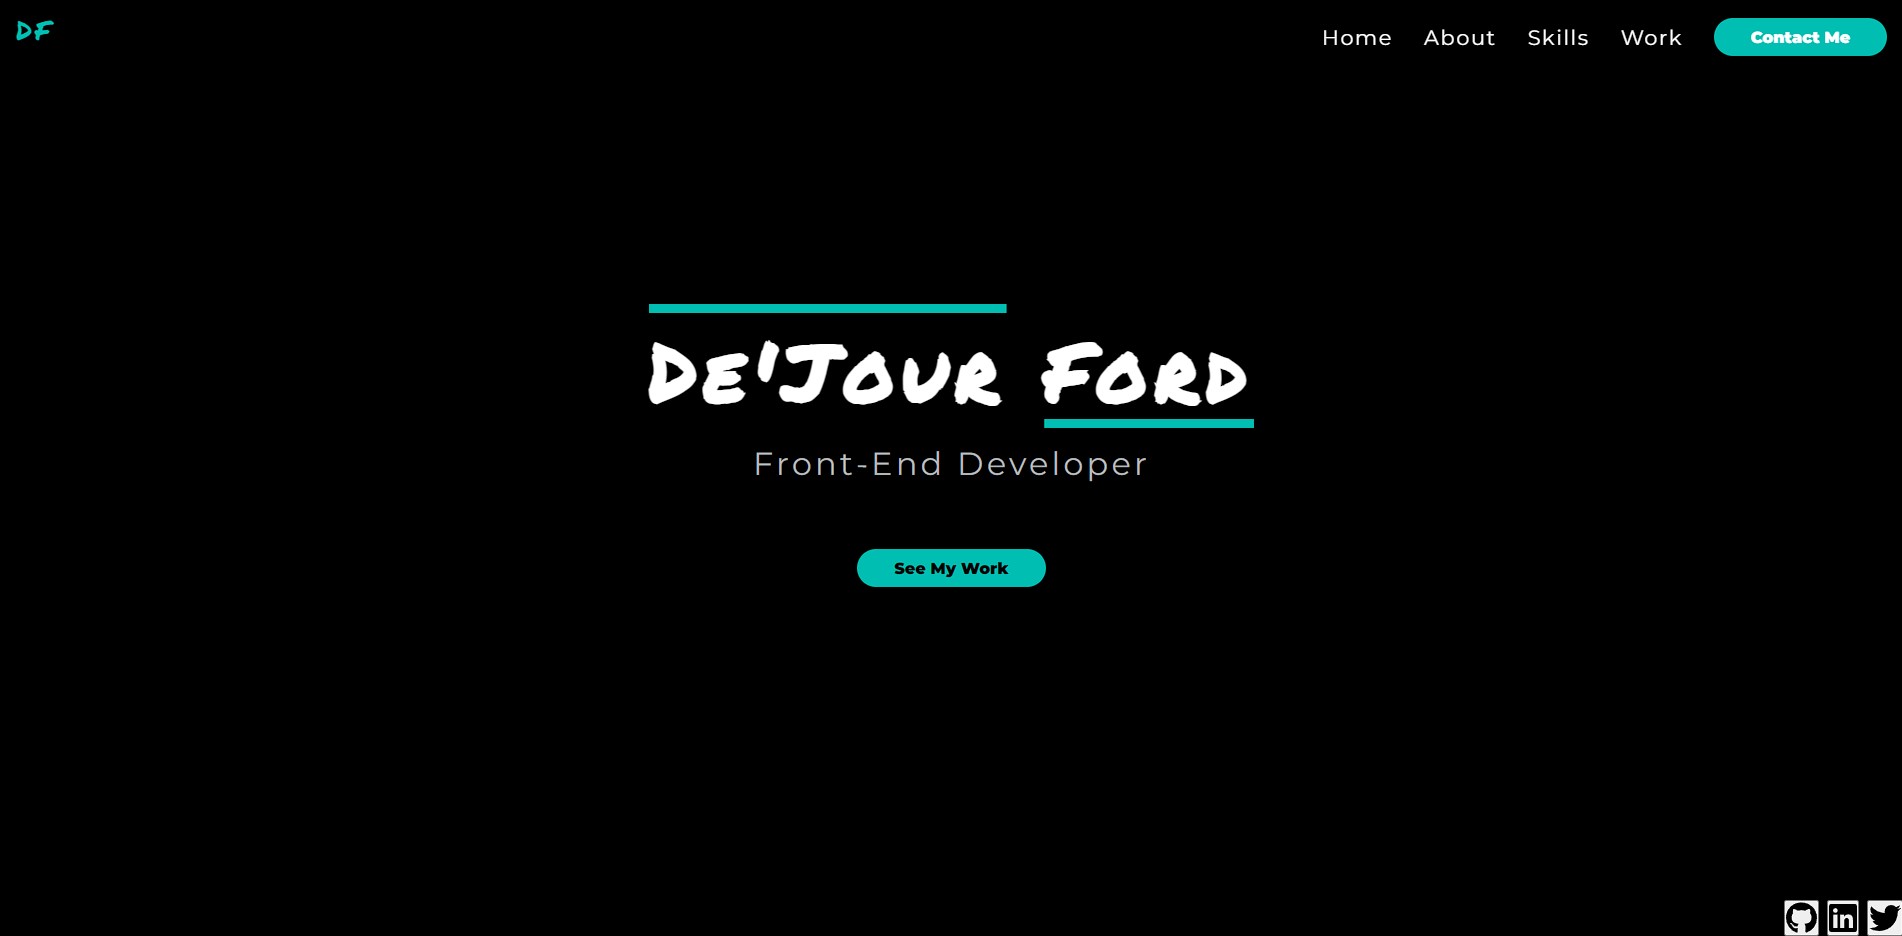 DF
Home About Skills Work Contact Me
De'Jour Ford
Front-End Developer
See My Work
in